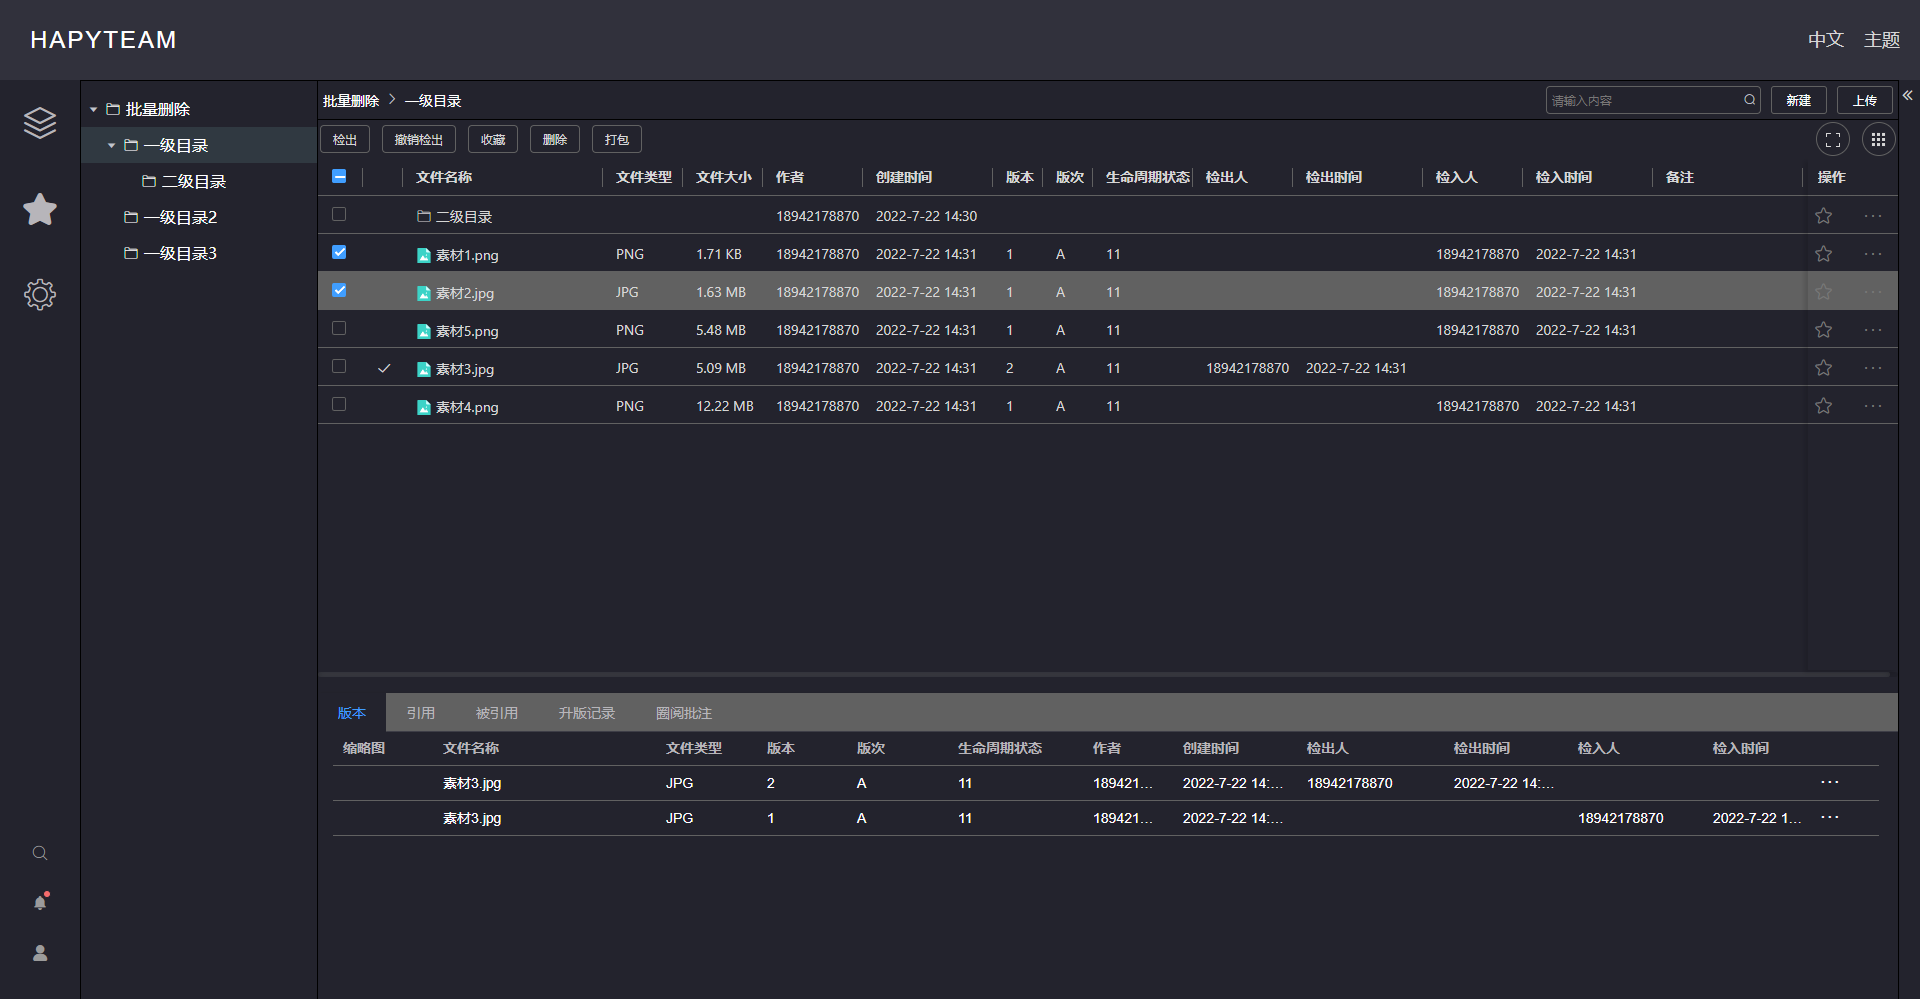 HAPYTEAM
中文 主题
批量删除
一级目录
二级目录
一级目录2
一级目录3
批量删除 > 一级目录 请输入内容 新建 上传
检出 撤销检出 收藏 删除 打包
文件名称 文件类型 文件大小 作者 创建时间 版本 版次 生命周期状态 检出人 检出时间 检入人 检入时间 备注 操作
二级目录 18942178870 2022-7-22 14:30 ···
素材1.png PNG 1.71 KB 18942178870 2022-7-22 14:31 1 A 11 18942178870 2022-7-22 14:31 ···
素材2.jpg JPG 1.63 MB 18942178870 2022-7-22 14:31 1 A 11 18942178870 2022-7-22 14:31 ···
素材5.png PNG 5.48 MB 18942178870 2022-7-22 14:31 1 A 11 18942178870 2022-7-22 14:31 ···
素材3.jpg JPG 5.09 MB 18942178870 2022-7-22 14:31 2 A 11 18942178870 2022-7-22 14:31 ···
素材4.png PNG 12.22 MB 18942178870 2022-7-22 14:31 1 A 11 18942178870 2022-7-22 14:31 ···
版本 引用 被引用 升版记录 圈阅批注
缩略图 文件名称 文件类型 版本 版次 生命周期状态 作者 创建时间 检出人 检出时间 检入人 检入时间
素材3.jpg JPG 2 A 11 189421... 2022-7-22 14:... 18942178870 2022-7-22 14:... ···
素材3.jpg JPG 1 A 11 189421... 2022-7-22 14:... 18942178870 2022-7-22 1... ···